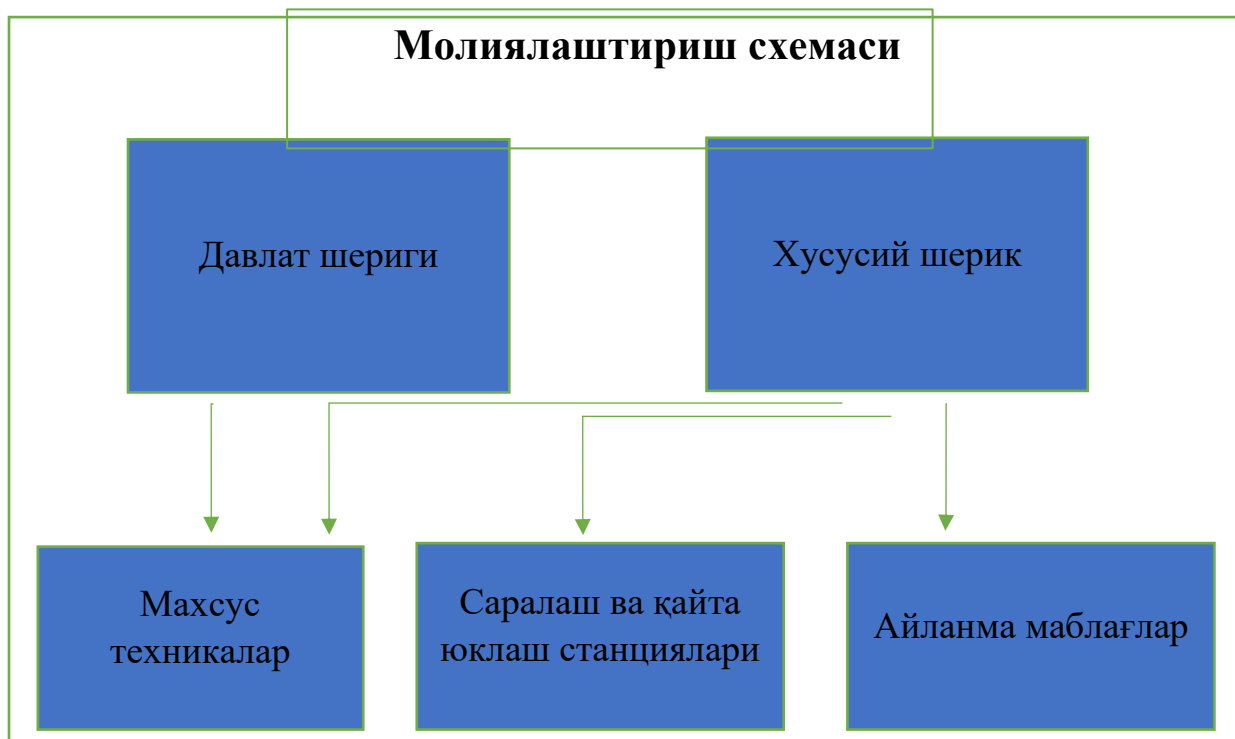 Молиялаштириш схемаси
Давлат шериги
Хусусий шерик
Махсус
техникалар
Саралаш ва қайта
юклаш станциялари
Айланма маблағлар